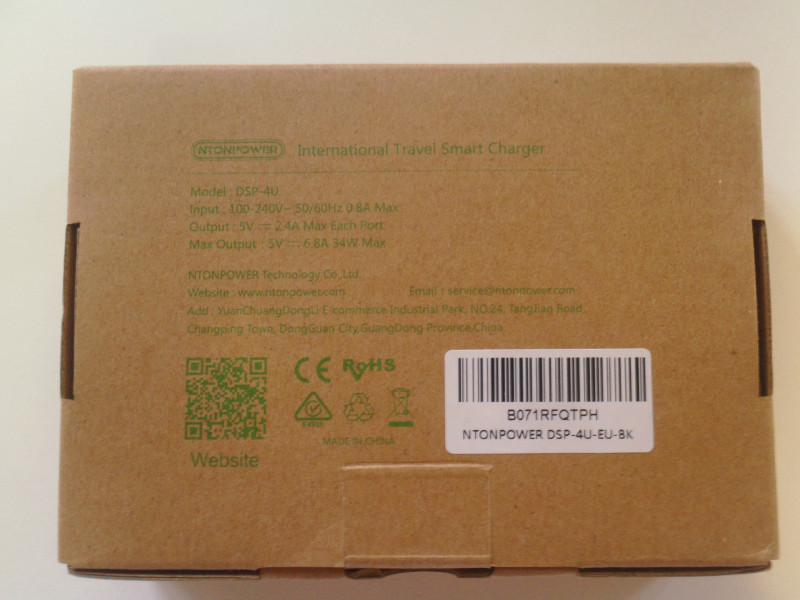 NTONPOWER International Travel Smart Charger
Model : DSP-4U
Input : 100-240V~ 50/60Hz 0.8A Max
Output : 5V ⎓ 2.4A Max Each Port
Max Output : 5V ⎓ 6.8A 34W Max
NTONPOWER Technology Co.,Ltd.
Website : www.ntonpower.com Email : service@ntonpower.com
Add : YuanChuangDongLi E-commerce Industrial Park, NO.24, TangJiao Road,
Changping Town, DongGuan City,GuangDong Province,China
CE RoHS
MADE IN CHINA
Website
B071RFQTPH
NTONPOWER DSP-4U-EU-BK